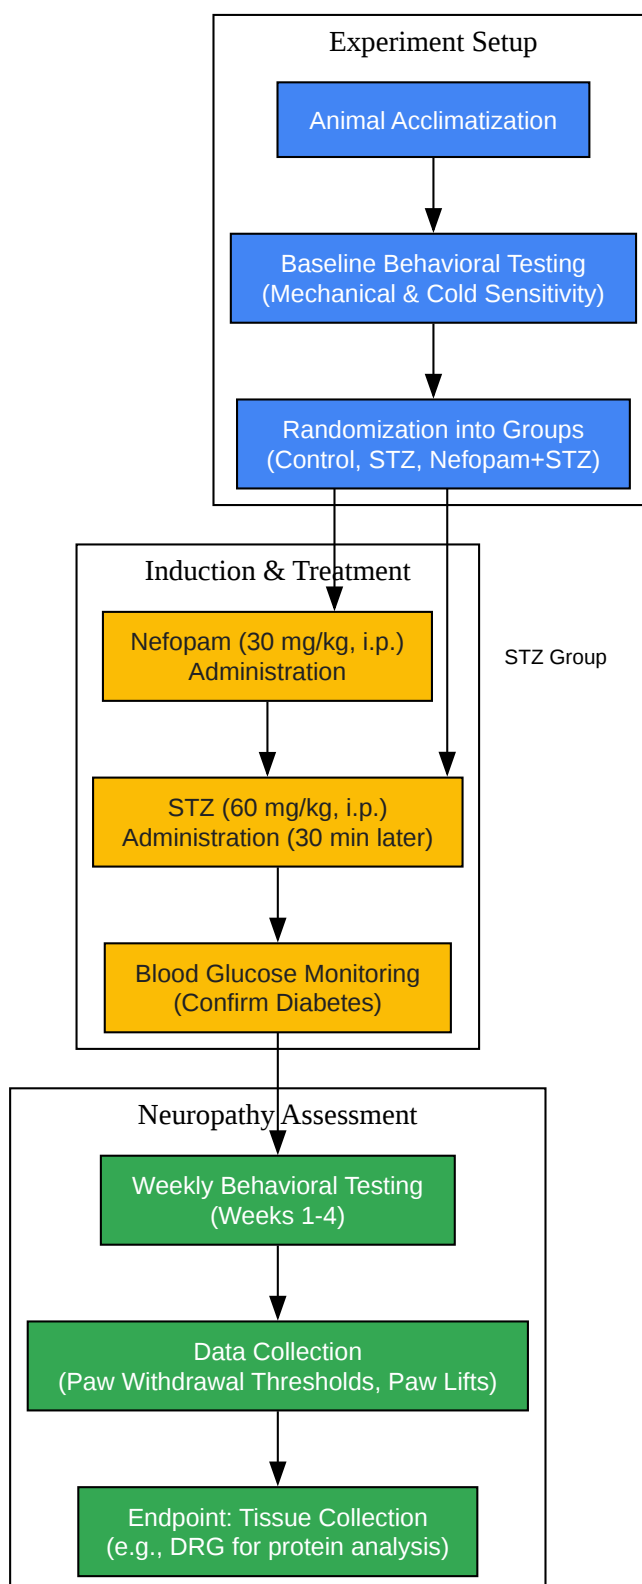 Experiment Setup
Animal Acclimatization
Baseline Behavioral Testing
(Mechanical & Cold Sensitivity)
Randomization into Groups
(Control, STZ, Nefopam+STZ)
Induction & Treatment
Nefopam (30 mg/kg, i.p.)
Administration
STZ Group
STZ (60 mg/kg, i.p.)
Administration (30 min later)
Blood Glucose Monitoring
(Confirm Diabetes)
Neuropathy Assessment
Weekly Behavioral Testing
(Weeks 1-4)
Data Collection
(Paw Withdrawal Thresholds, Paw Lifts)
Endpoint: Tissue Collection
(e.g., DRG for protein analysis)